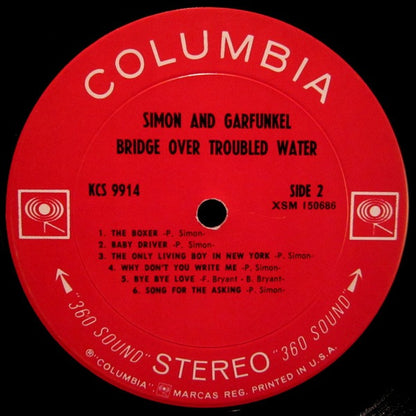 COLUMBIA
SIMON AND GARFUNKEL
BRIDGE OVER TROUBLED WATER
KCS 9914
SIDE 2
XSM 150686
1. THE BOXER -P. Simon-
2. BABY DRIVER -P. Simon-
3. THE ONLY LIVING BOY IN NEW YORK -P. Simon-
4. WHY DON'T YOU WRITE ME -P. Simon-
5. BYE BYE LOVE -F. Bryant - B. Bryant-
6. SONG FOR THE ASKING -P. Simon-
"360 SOUND" STEREO "360 SOUND"
℗"COLUMBIA", MARCAS REG. PRINTED IN U.S.A.